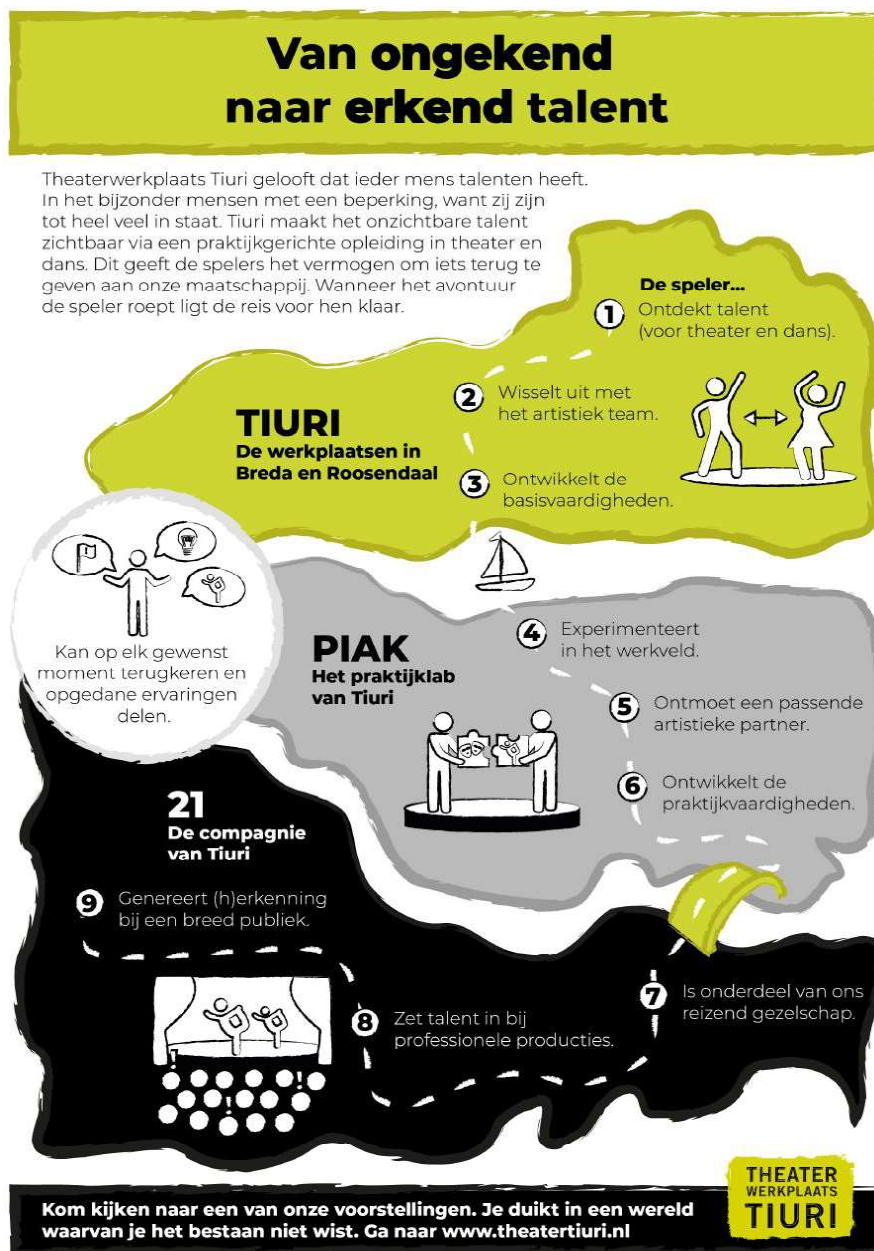 Van ongekend
naar erkend talent
Theaterwerkplaats Tiuri gelooft dat ieder mens talenten heeft.
In het bijzonder mensen met een beperking, want zij zijn
tot heel veel in staat. Tiuri maakt het onzichtbare talent
zichtbaar via een praktijkgerichte opleiding in theater en
dans. Dit geeft de spelers het vermogen om iets terug te
geven aan onze maatschappij. Wanneer het avontuur
de speler roept ligt de reis voor hen klaar.
De speler...
1 Ontdekt talent
(voor theater en dans).
2 Wisselt uit met
het artistiek team.
TIURI
De werkplaatsen in
Breda en Roosendaal
3 Ontwikkelt de
basisvaardigheden.
Kan op elk gewenst
moment terugkeren en
opgedane ervaringen
delen.
PIAK
Het praktijklab
van Tiuri
4 Experimenteert
in het werkveld.
5 Ontmoet een passende
artistieke partner.
6 Ontwikkelt de
praktijkvaardigheden.
21
De compagnie
van Tiuri
7 Is onderdeel van ons
reizend gezelschap.
8 Zet talent in bij
professionele producties.
9 Genereert (h)erkenning
bij een breed publiek.
! ! !
Kom kijken naar een van onze voorstellingen. Je duikt in een wereld
waarvan je het bestaan niet wist. Ga naar www.theatertiuri.nl
THEATER
WERKPLAATS
TIURI